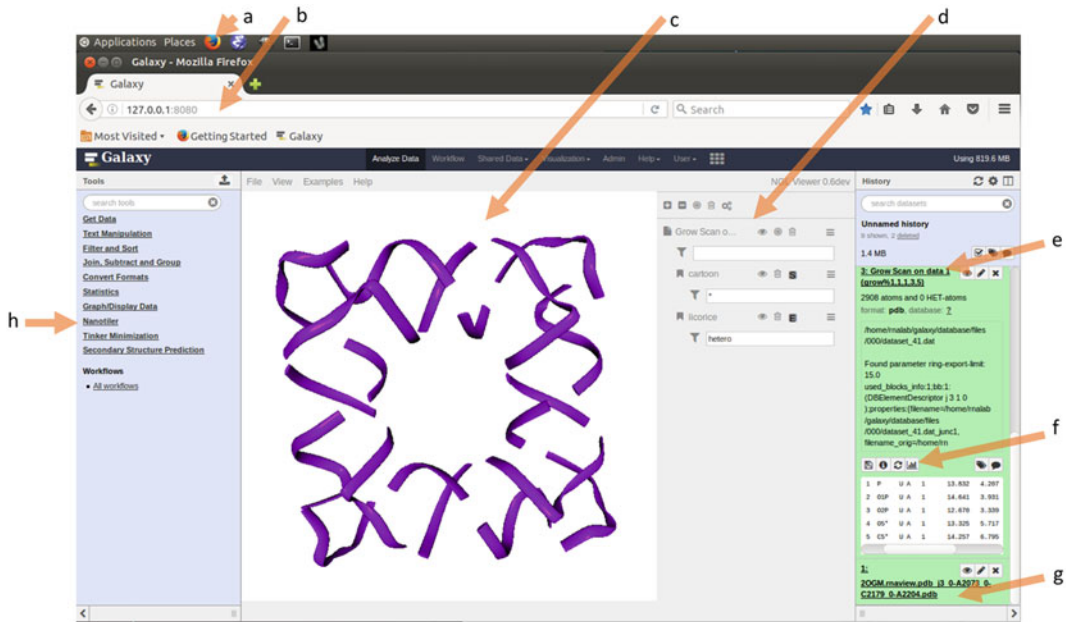 a
b
c
d
Applications Places
Galaxy - Mozilla Firefox
Galaxy
127.0.0.1:8080
Search
Most Visited
Getting Started
Galaxy
Galaxy
Analyze Data
Workflow
Shared Data
Visualization
Admin
Help
User
Using 819.6 MB
Tools
search tools
Get Data
Text Manipulation
Filter and Sort
Join, Subtract and Group
Convert Formats
Statistics
Graph/Display Data
Nanotiler
Tinker Minimization
Secondary Structure Prediction
Workflows
All workflows
h
File View Examples Help
NGL Viewer 0.6dev
Grow Scan o...
cartoon
*
licorice
hetero
History
search datasets
Unnamed history
shown, 2 deleted
1.4 MB
e
3: Grow Scan on data 1
(grow%1,1,1,3,5)
2908 atoms and 0 HET-atoms
format: pdb, database: ?
/home/rnalab/galaxy/database/files
/000/dataset_41.dat
Found parameter ring-export-limit:
15.0
used_blocks_info:1;bb:1:
(DBElementDescriptor j 3 1 0
);properties:(filename=/home/rnalab
/galaxy/database/files
/000/dataset_41.dat_junc1,
filename_orig=/home/rn
f
1 P U A 1 13.632 4.207
2 O1P U A 1 14.641 3.931
3 O2P U A 1 12.670 3.339
4 O5* U A 1 13.325 5.717
5 C5* U A 1 14.257 6.795
1:
2OGM.rnaview.pdb_j3_0-A2073_0-
C2179_0-A2204.pdb
g